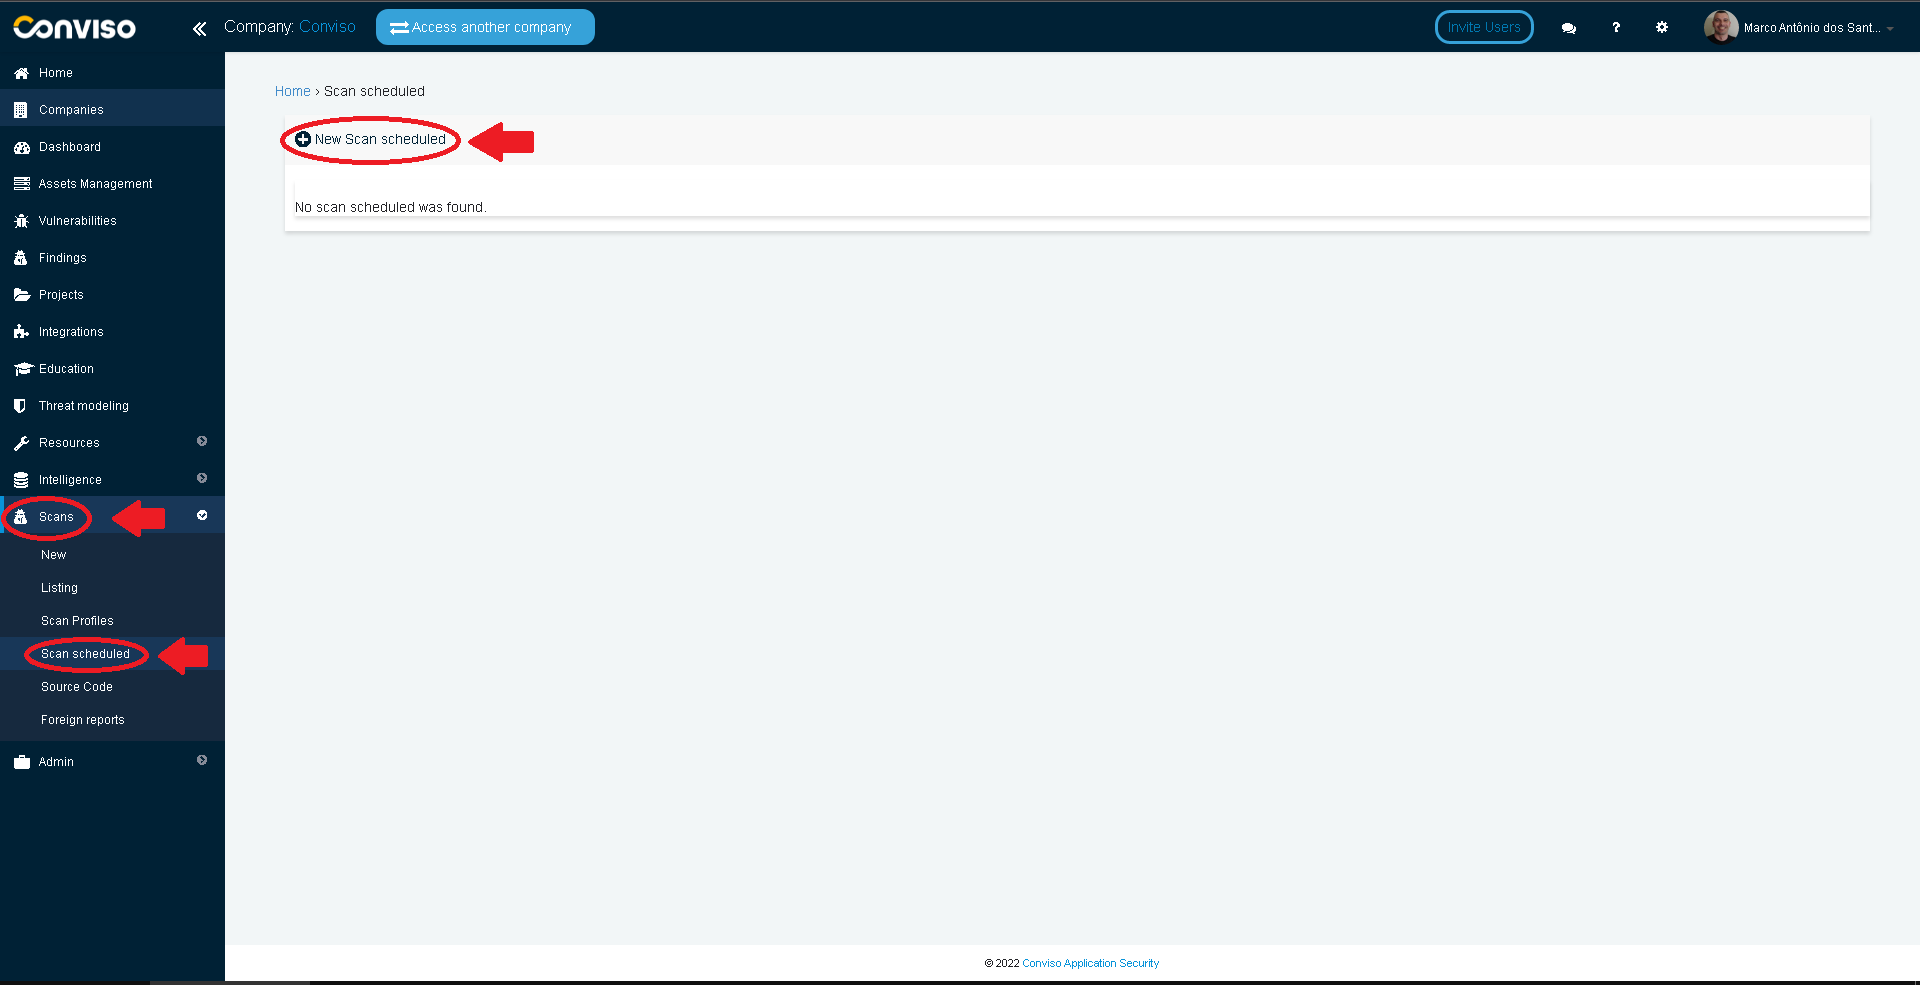 Conviso
Company: Conviso
Access another company
Invite Users
?
Marco Antônio dos Sant...
Home
Companies
Dashboard
Assets Management
Vulnerabilities
Findings
Projects
Integrations
Education
Threat modeling
Resources
Intelligence
Scans
New
Listing
Scan Profiles
Scan scheduled
Source Code
Foreign reports
Admin
Home › Scan scheduled
New Scan scheduled
No scan scheduled was found.
© 2022 Conviso Application Security